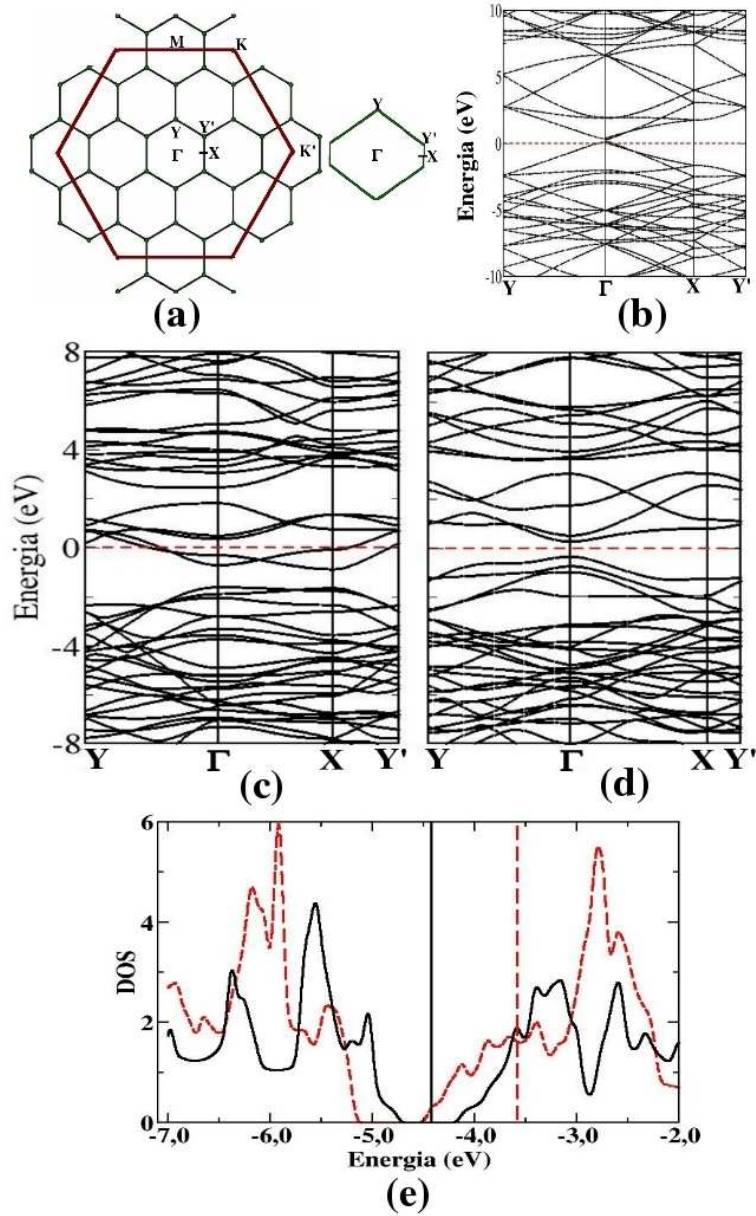 M K
Y Y' Γ X K'
(a)
Y Y' Γ X
Energia (eV)
10
5
0
-5
-10
Y Γ X Y'
(b)
Energia (eV)
8
4
0
-4
-8
Y Γ X Y'
(c)
Y Γ X Y'
(d)
DOS
6
4
2
0
-7,0 -6,0 -5,0 -4,0 -3,0 -2,0
Energia (eV)
(e)